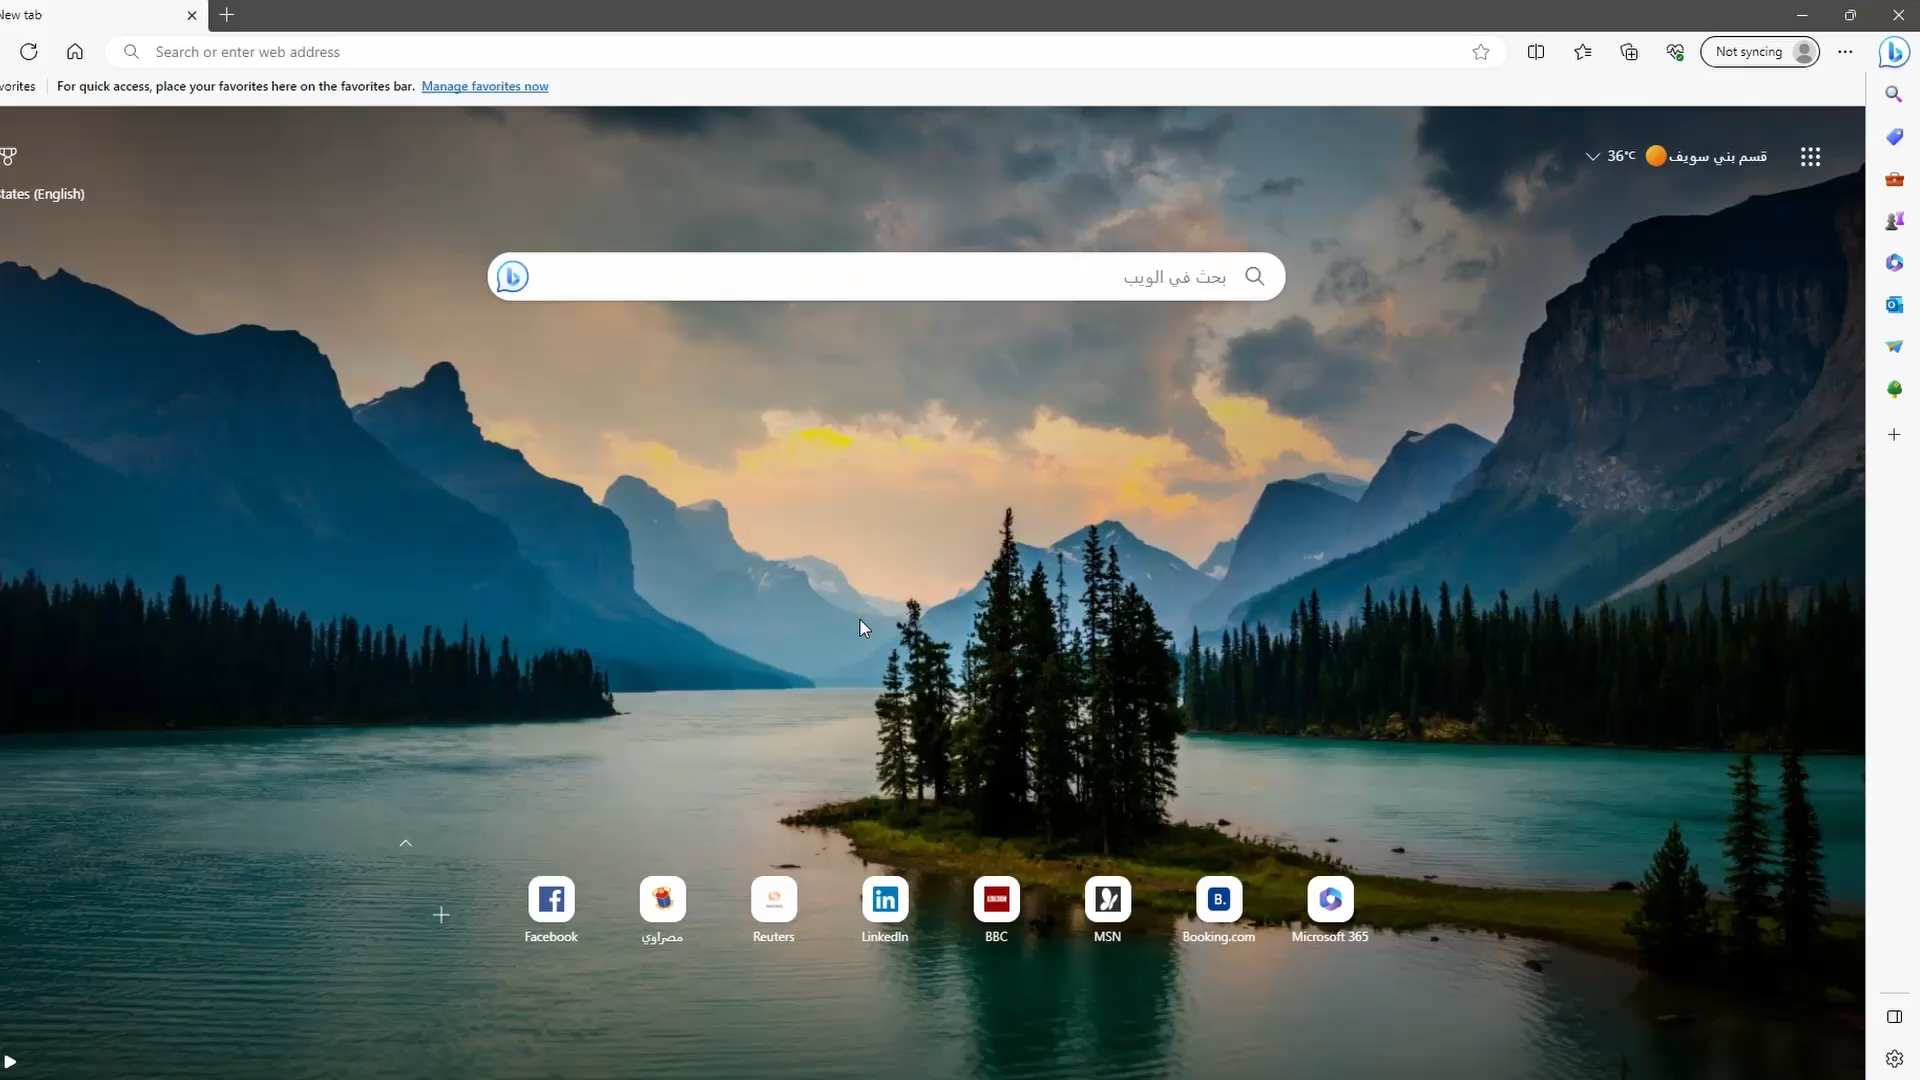 New tab
Search or enter web address
Not syncing
vorites
For quick access, place your favorites here on the favorites bar. Manage favorites now
36°C
قسم بني سويف
tates (English)
بحث في الويب
Facebook
مصراوي
Reuters
LinkedIn
BBC
MSN
Booking.com
Microsoft 365